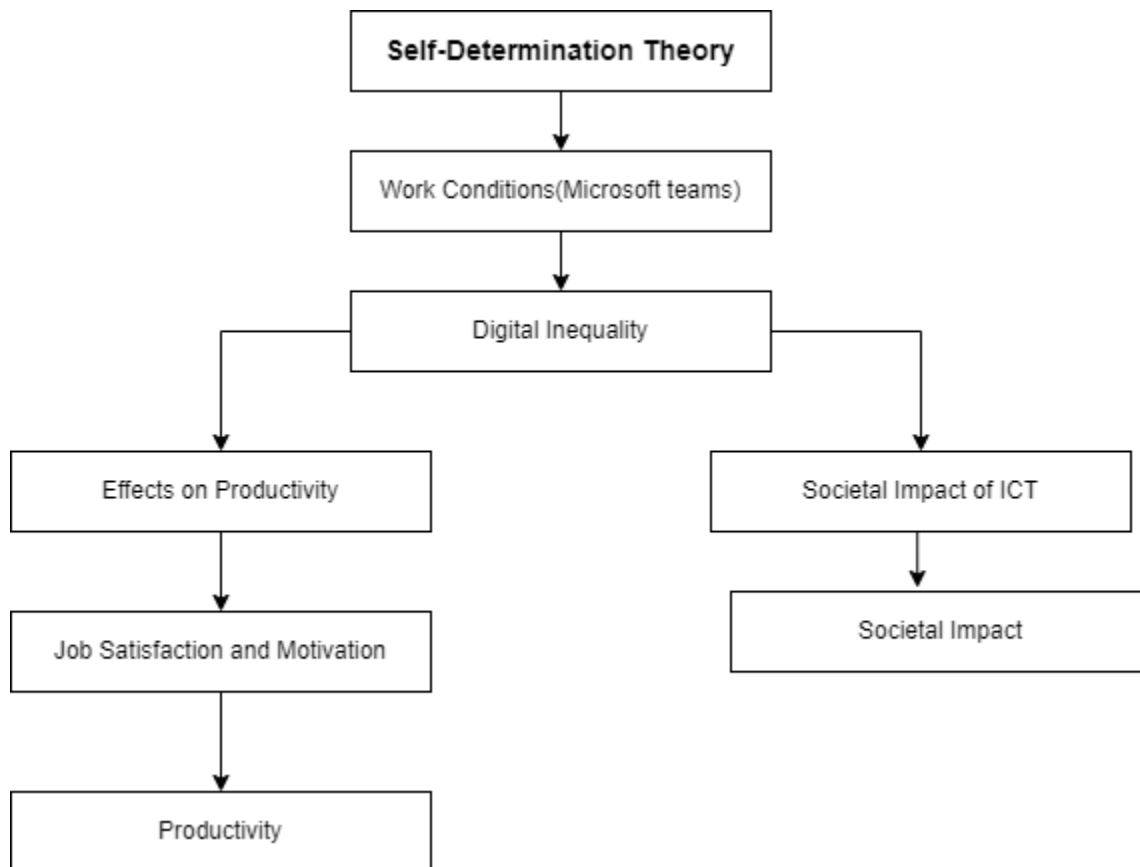 Self-Determination Theory
Work Conditions(Microsoft teams)
Digital Inequality
Effects on Productivity
Societal Impact of ICT
Job Satisfaction and Motivation
Societal Impact
Productivity